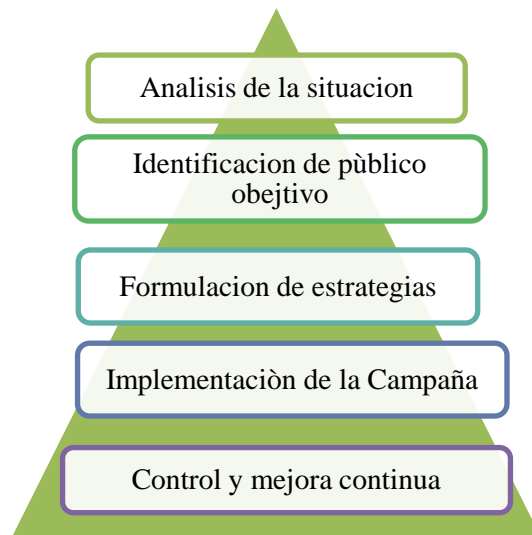 Analisis de la situacion
Identificacion de pùblico
obejtivo
Formulacion de estrategias
Implementaciòn de la Campaña
Control y mejora continua